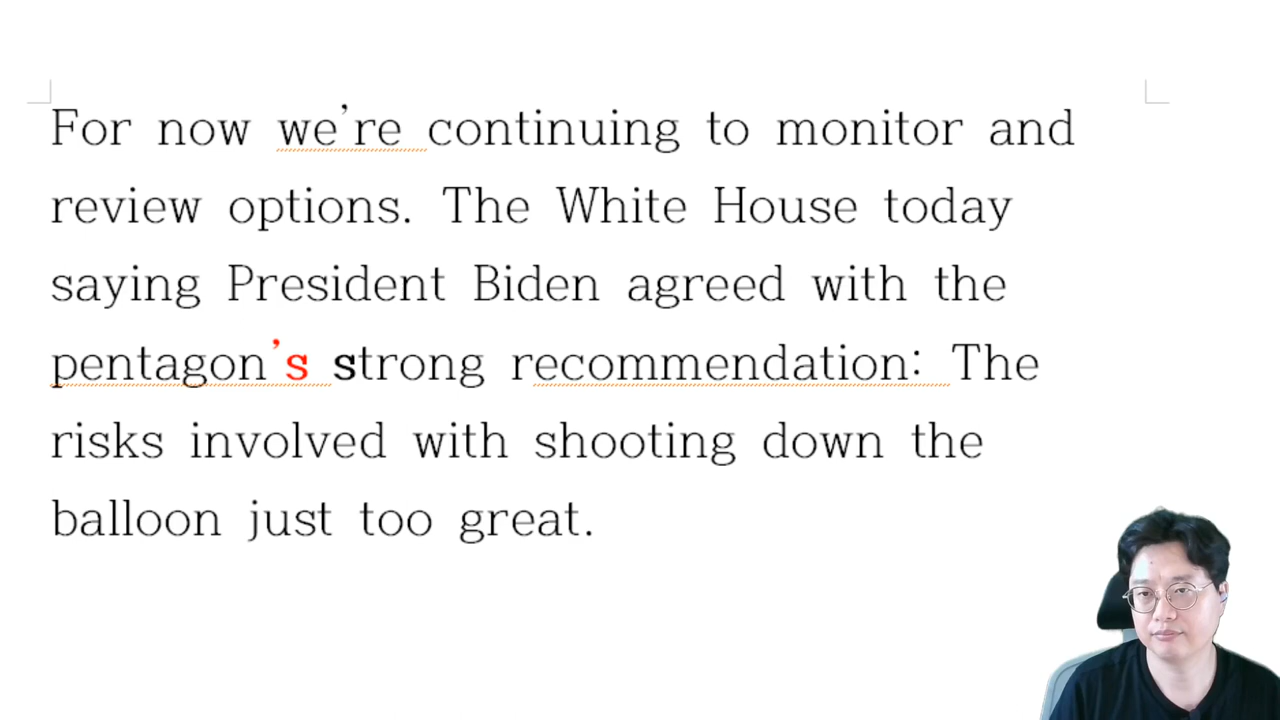 For now we're continuing to monitor and
review options. The White House today
saying President Biden agreed with the
pentagon's strong recommendation: The
risks involved with shooting down the
balloon just too great.